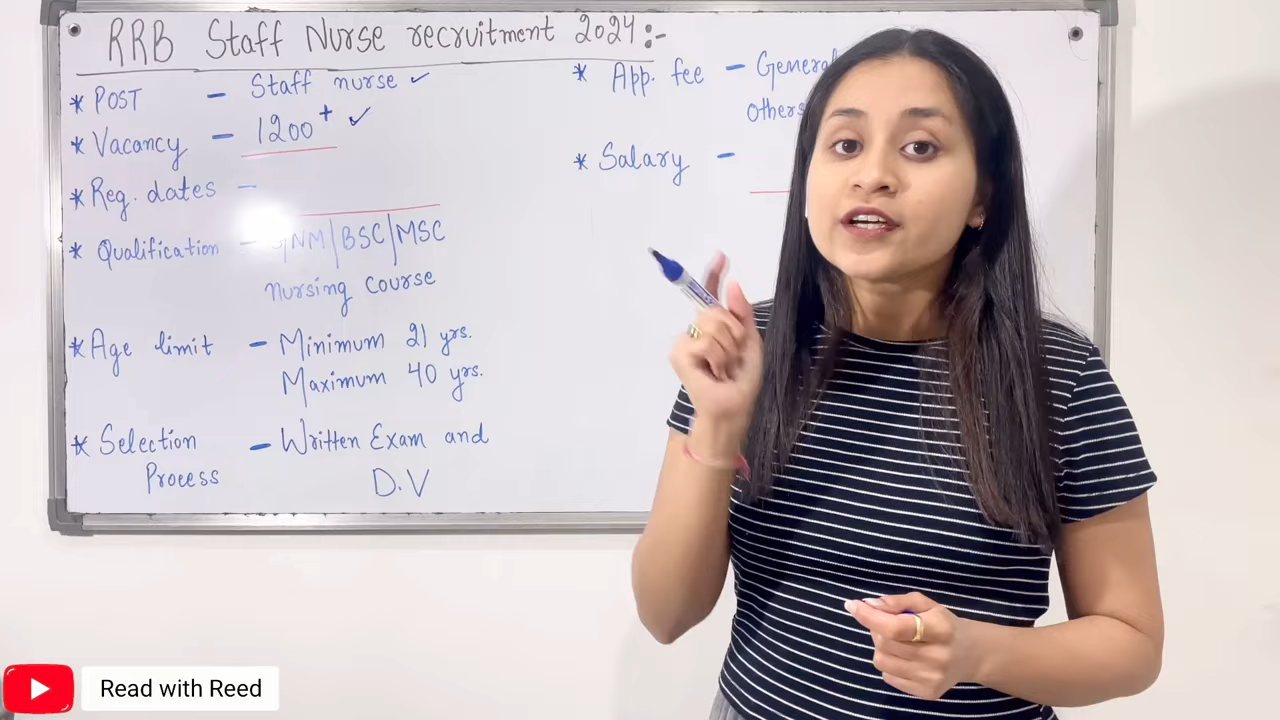 RRB Staff Nurse recruitment 2024:-
* POST - Staff nurse ✓
* Vacancy - 1200+ ✓
* Reg. dates -
* Qualification - GNM|BSC|MSC
nursing course
* Age limit - Minimum 21 yrs.
Maximum 40 yrs.
* Selection Process - Written Exam and
D.V
* App. fee - General
Others
* Salary -
Read with Reed